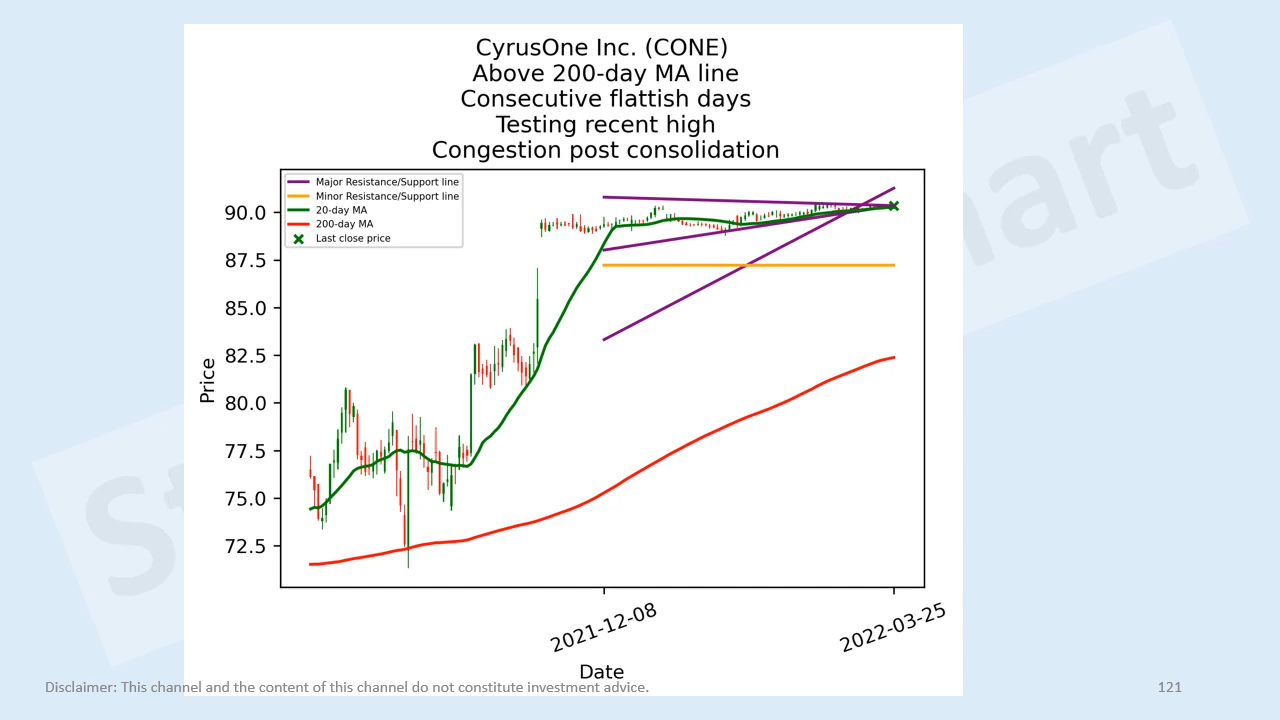 CyrusOne Inc. (CONE)
Above 200-day MA line
Consecutive flattish days
Testing recent high
Congestion post consolidation
Major Resistance/Support line
Minor Resistance/Support line
20-day MA
200-day MA
Last close price
90.0
87.5
85.0
82.5
80.0
77.5
75.0
72.5
Price
2021-12-08
2022-03-25
Date
Disclaimer: This channel and the content of this channel do not constitute investment advice.
121